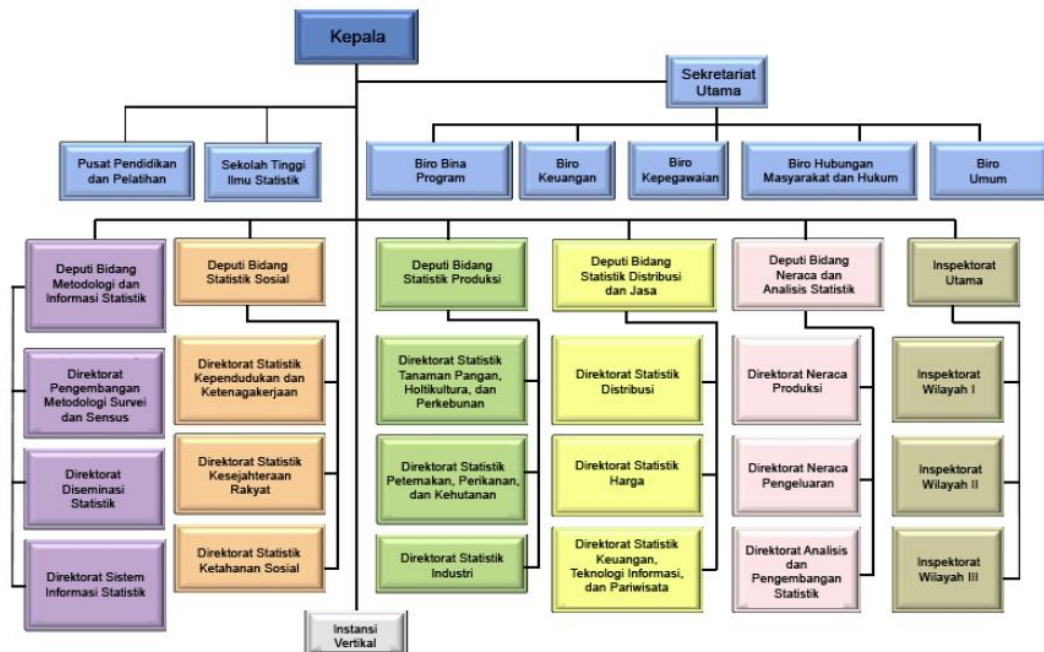 Kepala
Sekretariat
Utama
Pusat Pendidikan
dan Pelatihan
Sekolah Tinggi
Ilmu Statistik
Biro Bina
Program
Biro
Keuangan
Biro
Kepegawaian
Biro Hubungan
Masyarakat dan Hukum
Biro
Umum
Deputi Bidang
Metodologi dan
Informasi Statistik
Deputi Bidang
Statistik Sosial
Deputi Bidang
Statistik Produksi
Deputi Bidang
Statistik Distribusi
dan Jasa
Deputi Bidang
Neraca dan
Analisis Statistik
Inspektorat
Utama
Direktorat
Pengembangan
Metodologi Survei
dan Sensus
Direktorat Statistik
Kependudukan dan
Ketenagakerjaan
Direktorat Statistik
Tanaman Pangan,
Holtikultura, dan
Perkebunan
Direktorat Statistik
Distribusi
Direktorat Neraca
Produksi
Inspektorat
Wilayah I
Direktorat
Diseminasi
Statistik
Direktorat Statistik
Kesejahteraan
Rakyat
Direktorat Statistik
Peternakan, Perikanan,
dan Kehutanan
Direktorat Statistik
Harga
Direktorat Neraca
Pengeluaran
Inspektorat
Wilayah II
Direktorat Sistem
Informasi Statistik
Direktorat Statistik
Ketahanan Sosial
Direktorat Statistik
Industri
Direktorat Statistik
Keuangan,
Teknologi Informasi,
dan Pariwisata
Direktorat Analisis
dan
Pengembangan
Statistik
Inspektorat
Wilayah III
Instansi
Vertikal